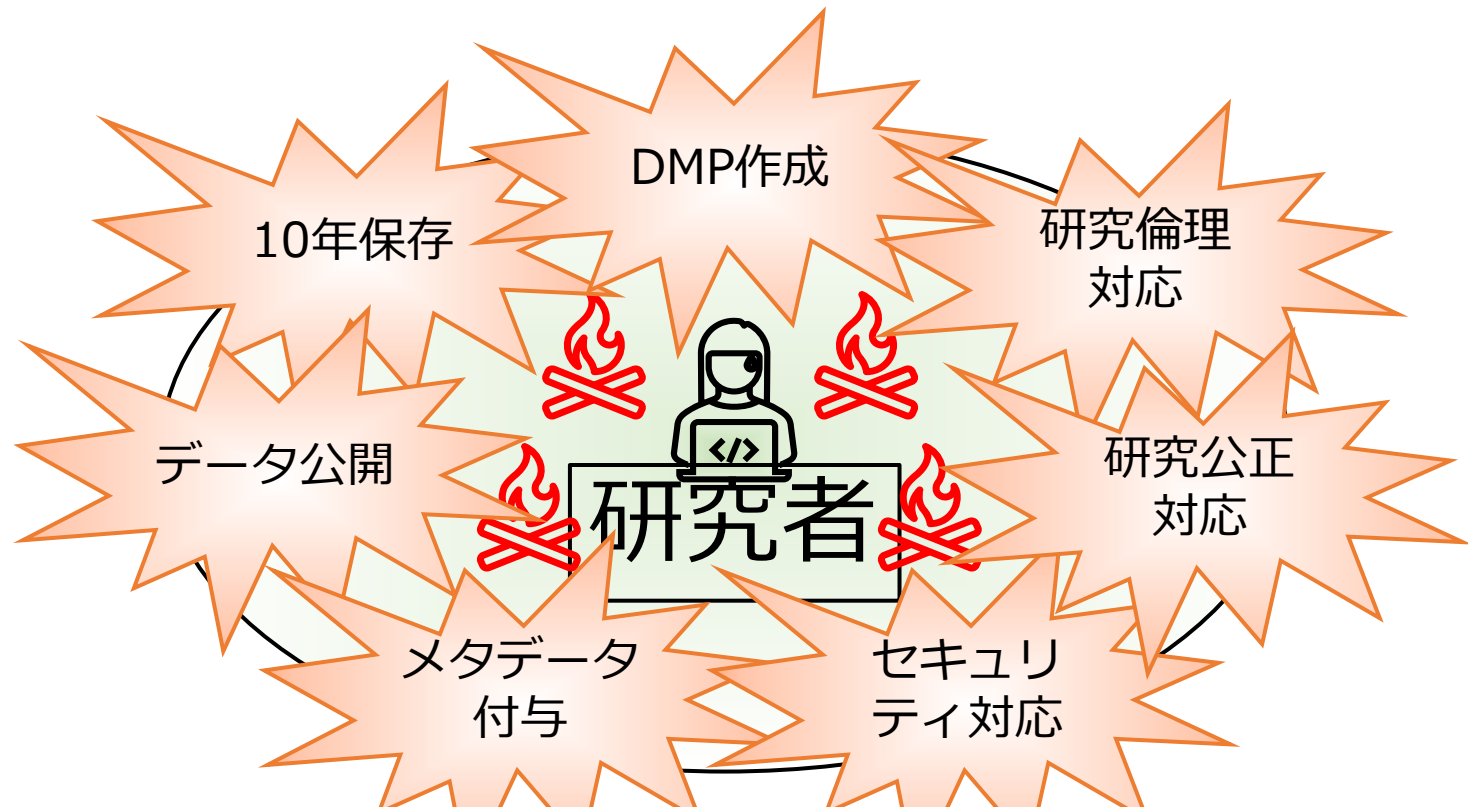 DMP作成
10年保存
研究倫理
対応
データ公開
</>
研究者
研究公正
対応
メタデータ
付与
セキュリ
ティ対応